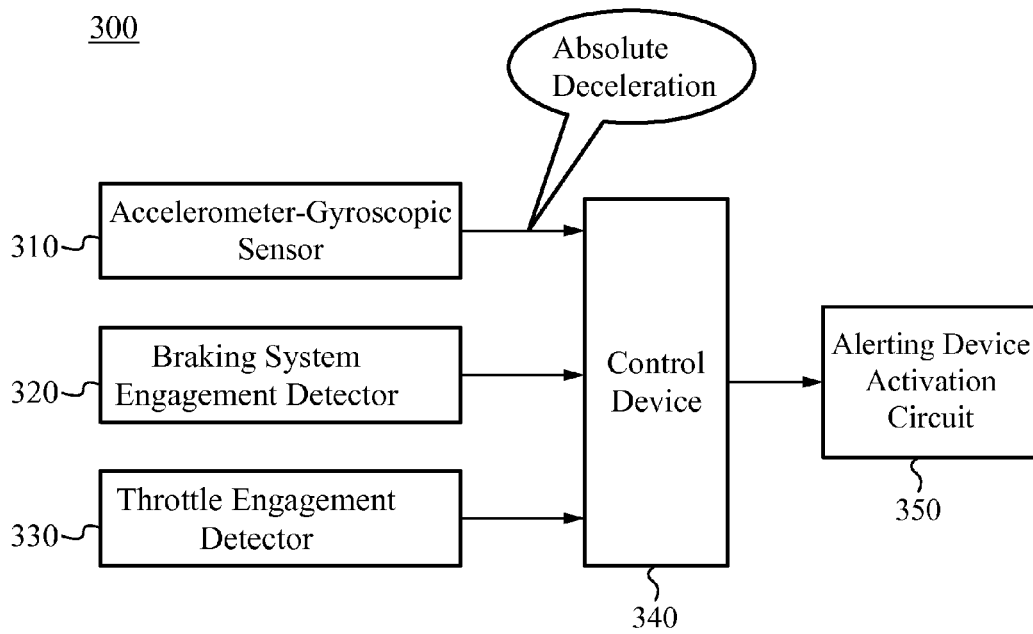 300
Absolute
Deceleration
Accelerometer-Gyroscopic
Sensor
310
Braking System
Engagement Detector
320
Throttle Engagement
Detector
330
Control
Device
340
Alerting Device
Activation
Circuit
350